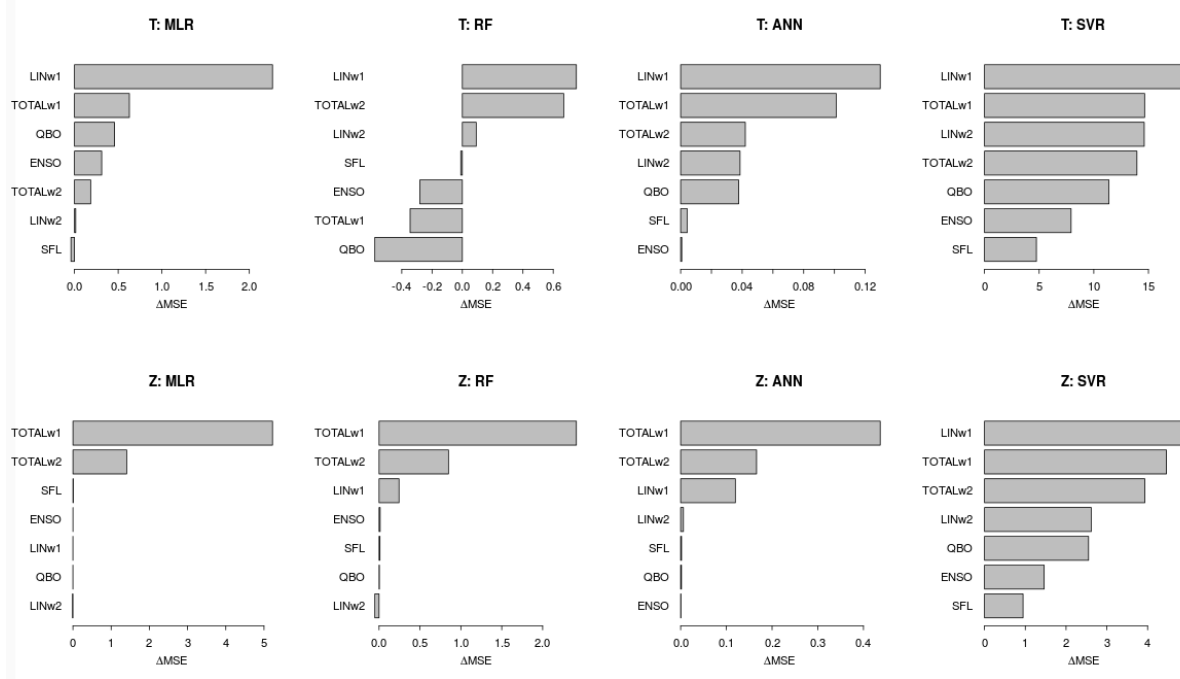 T: MLR
LINw1
TOTALw1
QBO
ENSO
TOTALw2
LINw2
SFL
0.0 0.5 1.0 1.5 2.0
ΔMSE
T: RF
LINw1
TOTALw2
LINw2
SFL
ENSO
TOTALw1
QBO
-0.4 -0.2 0.0 0.2 0.4 0.6
ΔMSE
T: ANN
LINw1
TOTALw1
TOTALw2
LINw2
QBO
SFL
ENSO
0.00 0.04 0.08 0.12
ΔMSE
T: SVR
LINw1
TOTALw1
LINw2
TOTALw2
QBO
ENSO
SFL
0 5 10 15
ΔMSE
Z: MLR
TOTALw1
TOTALw2
SFL
ENSO
LINw1
QBO
LINw2
0 1 2 3 4 5
ΔMSE
Z: RF
TOTALw1
TOTALw2
LINw1
ENSO
SFL
QBO
LINw2
0.0 0.5 1.0 1.5 2.0
ΔMSE
Z: ANN
TOTALw1
TOTALw2
LINw1
LINw2
SFL
QBO
ENSO
0.0 0.1 0.2 0.3 0.4
ΔMSE
Z: SVR
LINw1
TOTALw1
TOTALw2
LINw2
QBO
ENSO
SFL
0 1 2 3 4
ΔMSE